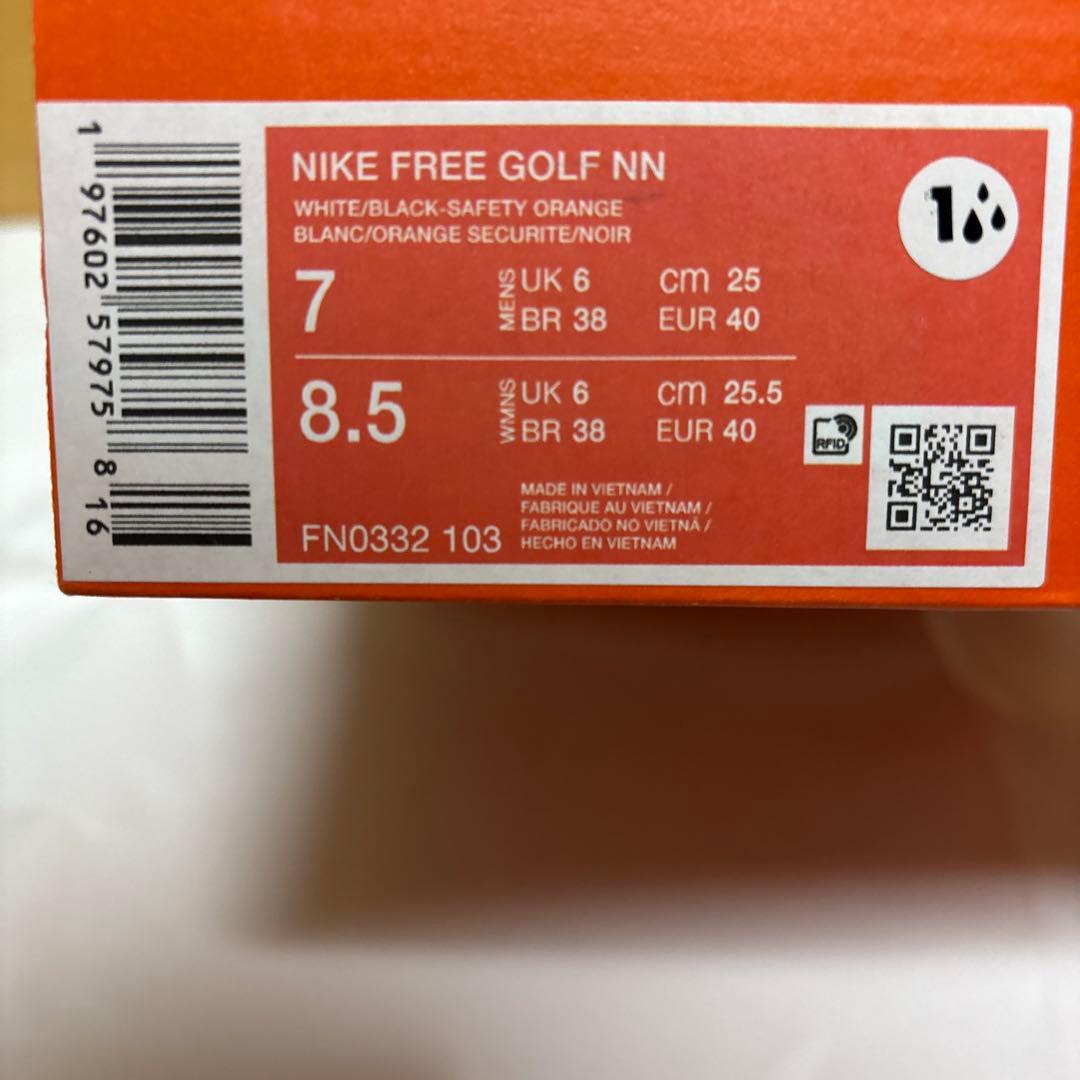 1 97602 57975 8 16
NIKE FREE GOLF NN
WHITE/BLACK-SAFETY ORANGE
BLANC/ORANGE SECURITE/NOIR
7 MENS UK 6 cm 25
BR 38 EUR 40
8.5 WMNS UK 6 cm 25.5
BR 38 EUR 40
RFID
1
MADE IN VIETNAM /
FABRIQUE AU VIETNAM /
FABRICADO NO VIETNÃ /
HECHO EN VIETNAM
FN0332 103